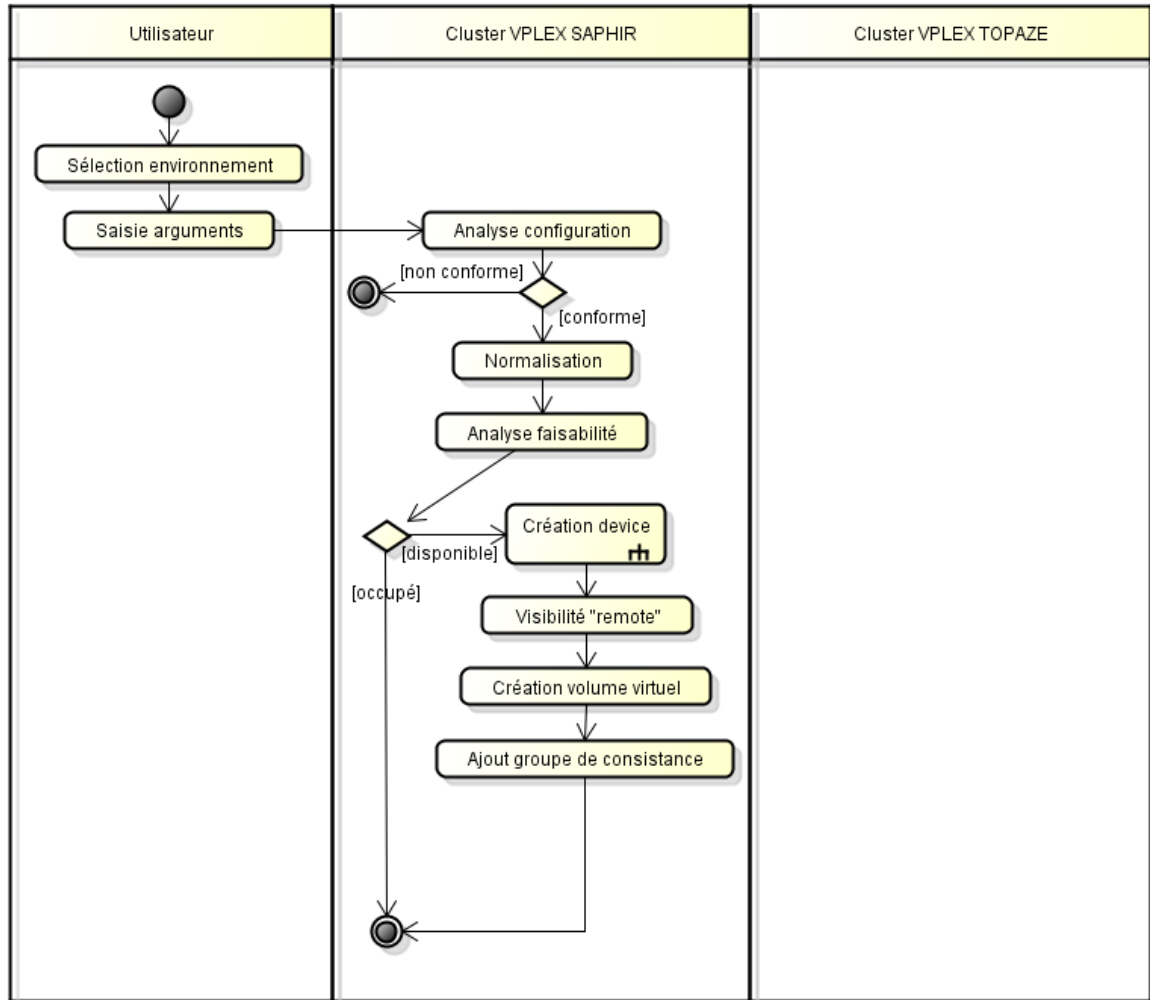 Utilisateur
Cluster VPLEX SAPHIR
Cluster VPLEX TOPAZE
Sélection environnement
Saisie arguments
Analyse configuration
[non conforme]
[conforme]
Normalisation
Analyse faisabilité
Création device
[disponible]
[occupé]
Visibilité "remote"
Création volume virtuel
Ajout groupe de consistance